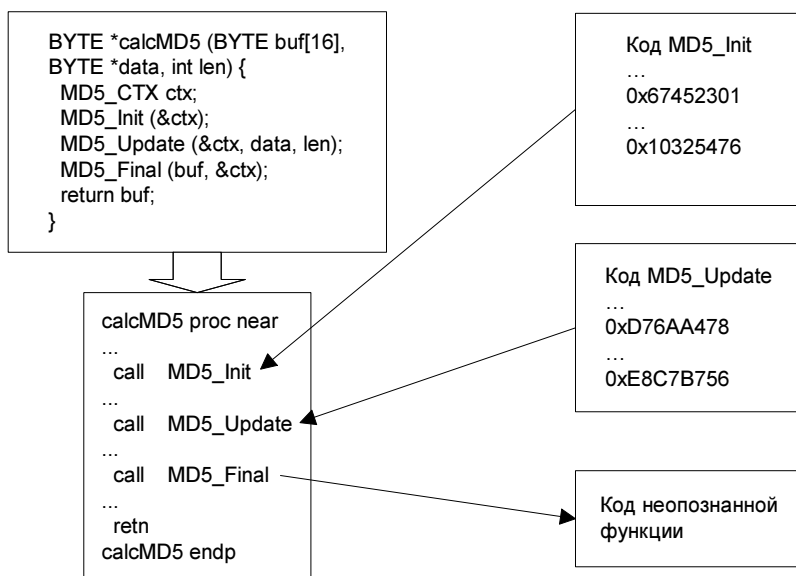 BYTE *calcMD5 (BYTE buf[16],
BYTE *data, int len) {
MD5_CTX ctx;
MD5_Init (&ctx);
MD5_Update (&ctx, data, len);
MD5_Final (buf, &ctx);
return buf;
}
calcMD5 proc near
...
call MD5_Init
...
call MD5_Update
...
call MD5_Final
...
retn
calcMD5 endp
Код MD5_Init
…
0x67452301
…
0x10325476
Код MD5_Update
…
0xD76AA478
…
0xE8C7B756
Код неопознанной
функции